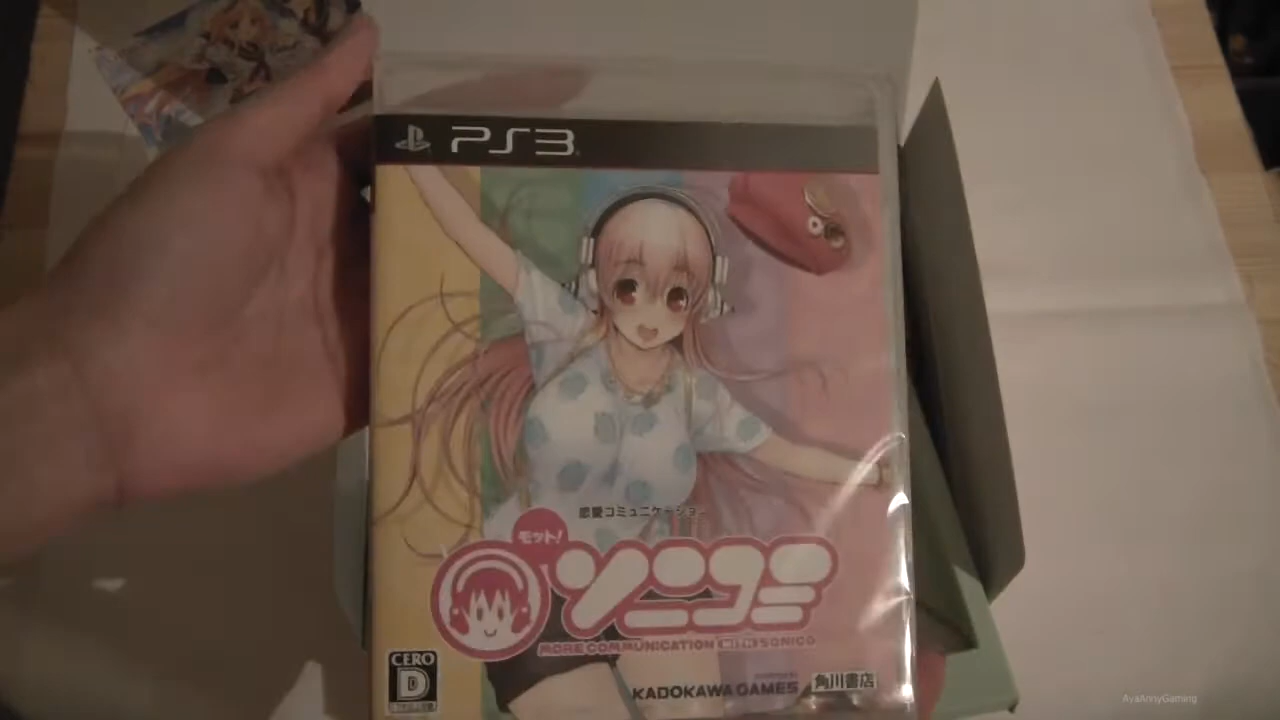 PS3
恋愛コミュニケーション
モット!
ソニコミ
MORE COMMUNICATION WITH SONICO
CERO
D
KADOKAWA GAMES
角川書店
AyaAnnyGaming